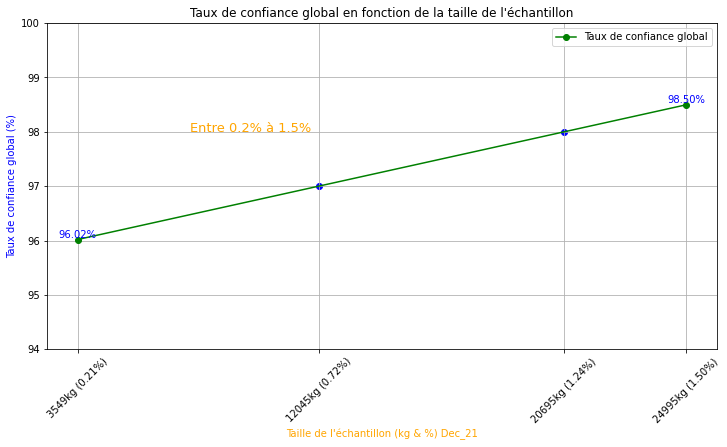 Taux de confiance global en fonction de la taille de l'échantillon
Taux de confiance global
Taux de confiance global (%)
100
99
98
97
96
95
94
Entre 0.2% à 1.5%
96.02%
98.50%
3549kg (0.21%)
12045kg (0.72%)
20695kg (1.24%)
24995kg (1.50%)
Taille de l'échantillon (kg & %) Dec_21